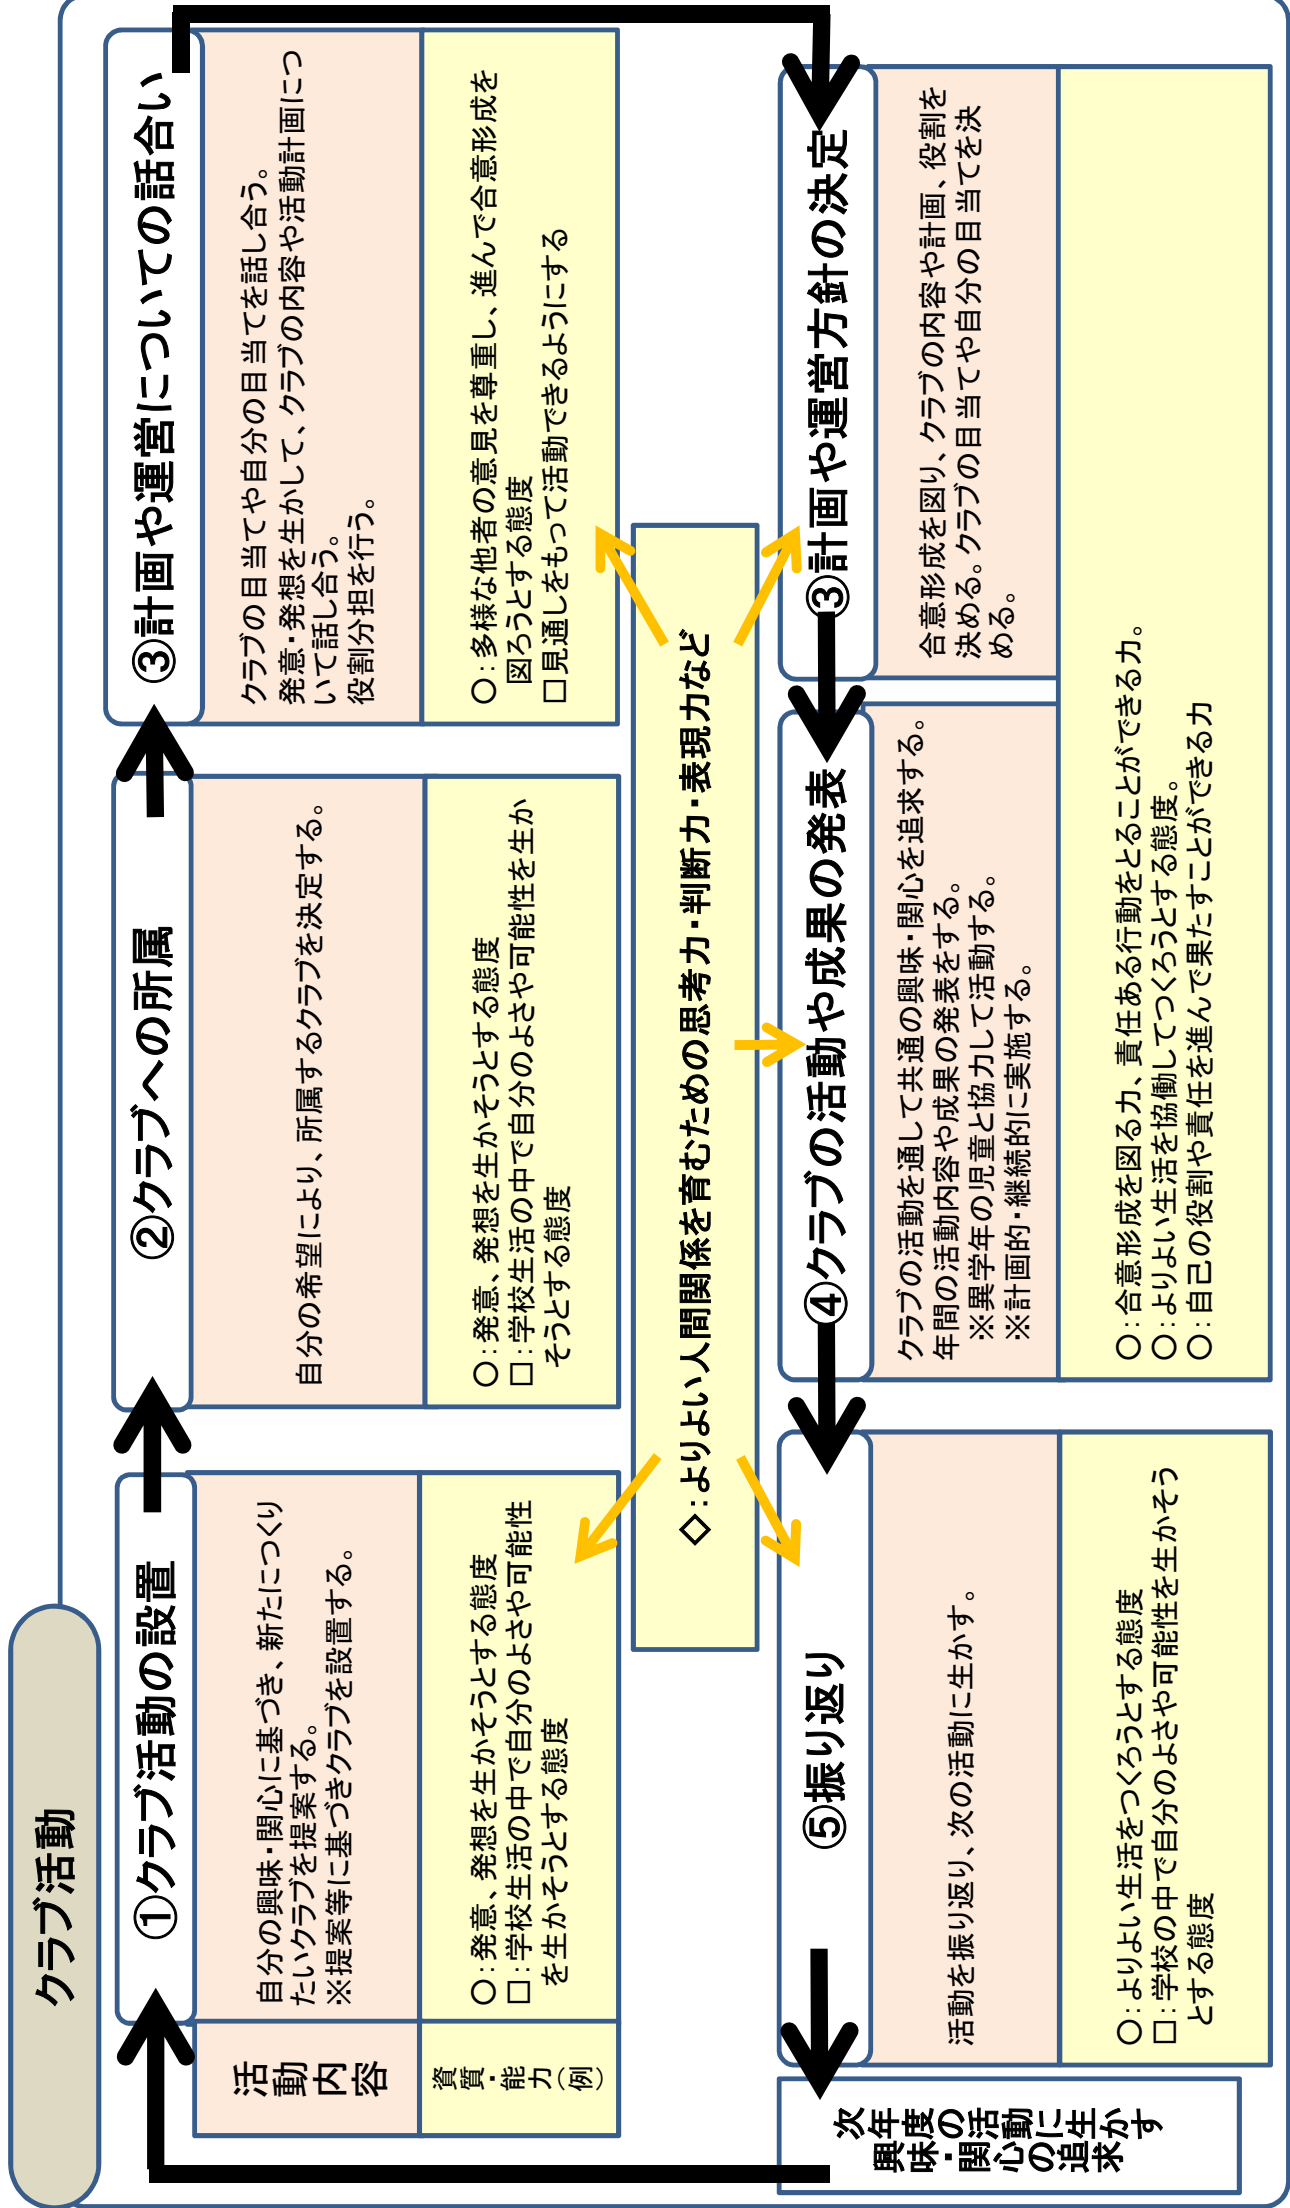 クラブ活動
①クラブ活動の設置
活動内容
自分の興味・関心に基づき、新たにつくり
たいクラブを提案する。
※提案等に基づきクラブを設置する。
資質・能力(例)
○:発意、発想を生かそうとする態度
□:学校生活の中で自分のよさや可能性
を生かそうとする態度
②クラブへの所属
自分の希望により、所属するクラブを決定する。
○:発意、発想を生かそうとする態度
□:学校生活の中で自分のよさや可能性を生か
そうとする態度
③計画や運営についての話合い
クラブの目当てや自分の目当てを話し合う。
発意・発想を生かして、クラブの内容や活動計画につ
いて話し合う。
役割分担を行う。
○:多様な他者の意見を尊重し、進んで合意形成を
図ろうとする態度
□見通しをもって活動できるようにする
◇:よりよい人間関係を育むための思考力・判断力・表現力など
③計画や運営方針の決定
合意形成を図り、クラブの内容や計画、役割を
決める。クラブの目当てや自分の目当てを決
める。
④クラブの活動や成果の発表
クラブの活動を通して共通の興味・関心を追求する。
年間の活動内容や成果の発表をする。
※異学年の児童と協力して活動する。
※計画的・継続的に実施する。
○:合意形成を図る力、責任ある行動をとることができる力。
○:よりよい生活を協働してつくろうとする態度。
○:自己の役割や責任を進んで果たすことができる力
⑤振り返り
活動を振り返り、次の活動に生かす。
○:よりよい生活をつくろうとする態度
□:学校の中で自分のよさや可能性を生かそう
とする態度
次年度の活動に生かす
興味・関心の追求